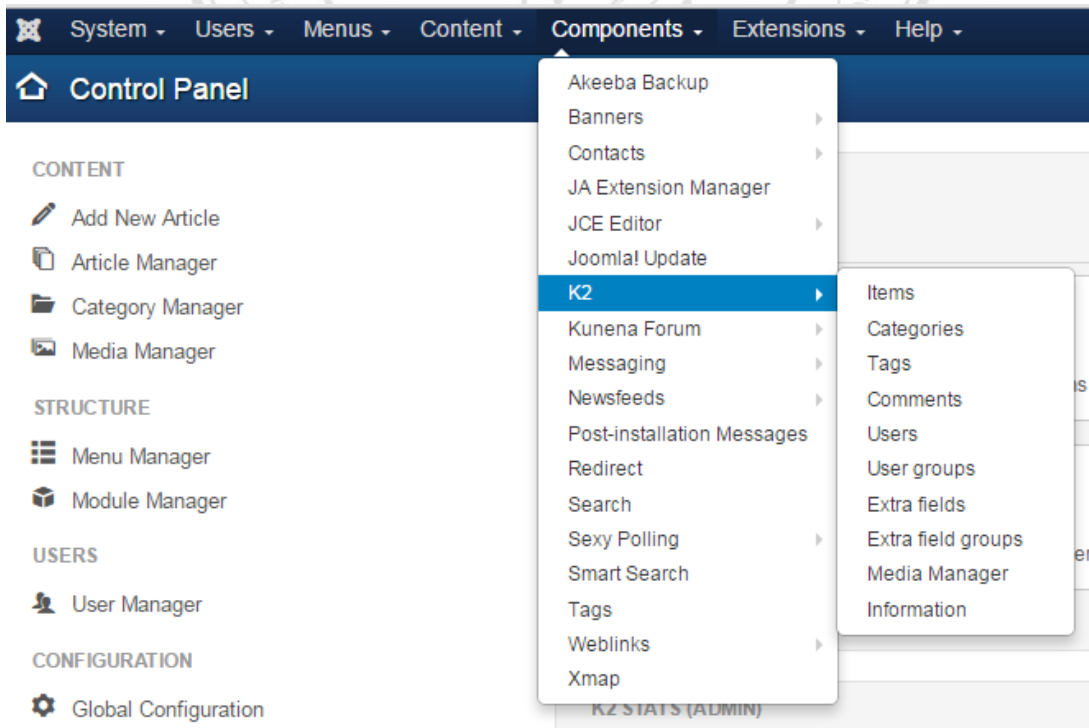 System Users Menus Content Components Extensions Help
Control Panel
CONTENT
Add New Article
Article Manager
Category Manager
Media Manager
STRUCTURE
Menu Manager
Module Manager
USERS
User Manager
CONFIGURATION
Global Configuration
Akeeba Backup
Banners
Contacts
JA Extension Manager
JCE Editor
Joomla! Update
K2
Kunena Forum
Messaging
Newsfeeds
Post-installation Messages
Redirect
Search
Sexy Polling
Smart Search
Tags
Weblinks
Xmap
Items
Categories
Tags
Comments
Users
User groups
Extra fields
Extra field groups
Media Manager
Information
K2 STATS (ADMIN)